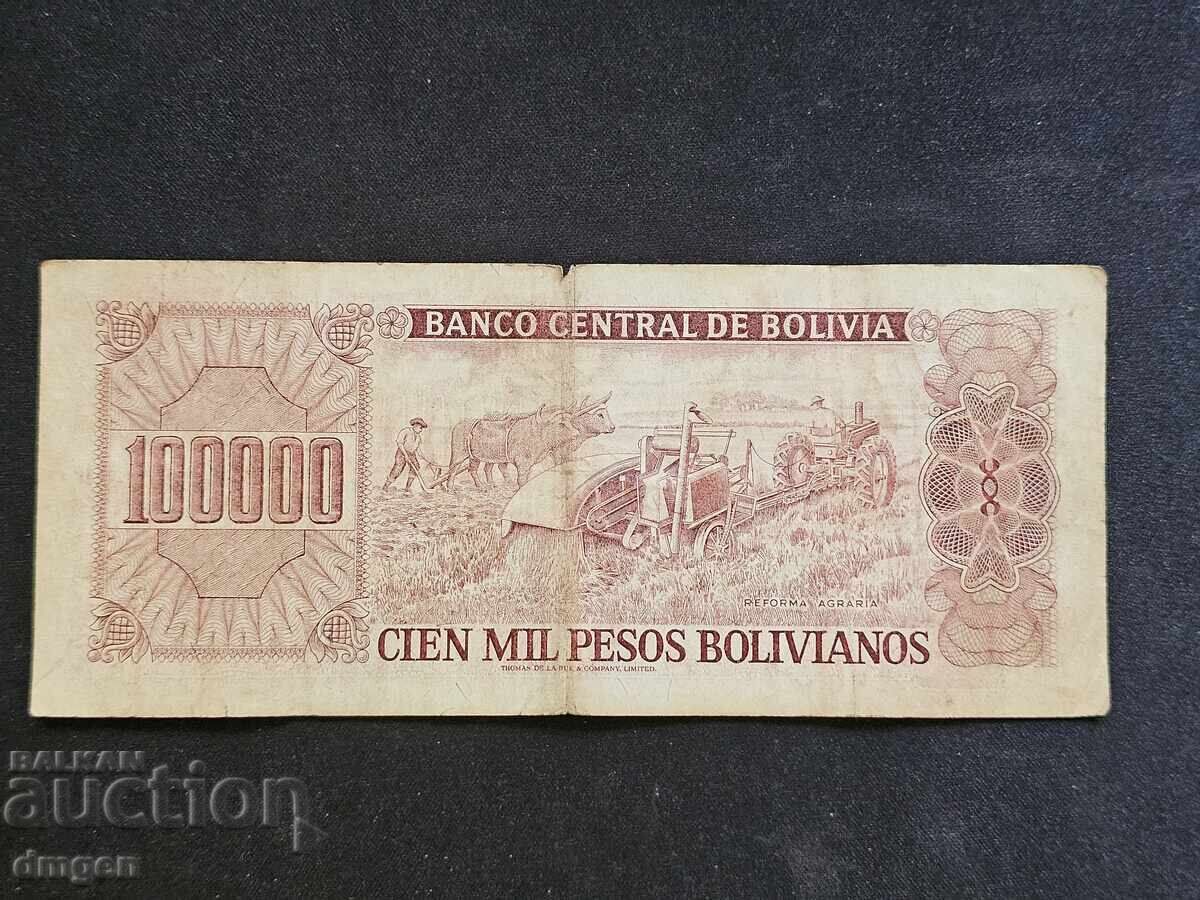 BANCO CENTRAL DE BOLIVIA
100000
REFORMA AGRARIA
CIEN MIL PESOS BOLIVIANOS
THOMAS DE LA RUE & COMPANY, LIMITED.
BALKAN
auction
dmgen